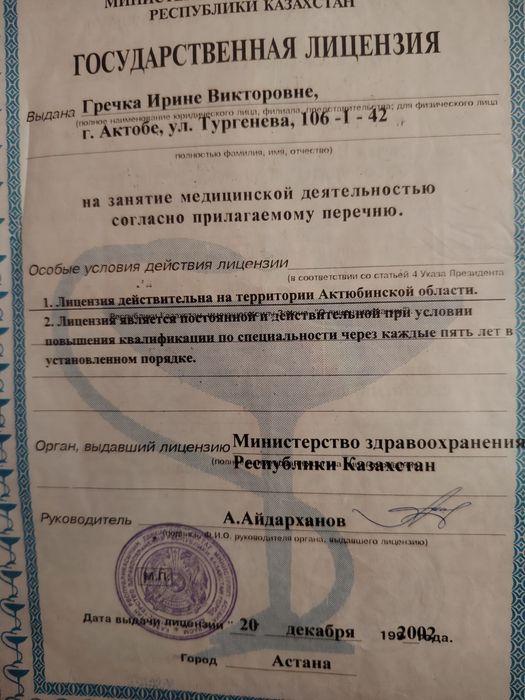 РЕСПУБЛИКИ КАЗАХСТАН
ГОСУДАРСТВЕННАЯ ЛИЦЕНЗИЯ
Выдана Гречка Ирине Викторовне,
(полное наименование юридического лица, филиала, представительства; для физического лица
г. Актобе, ул. Тургенева, 106 -1 - 42
полностью фамилия, имя, отчество)
на занятие медицинской деятельностью
согласно прилагаемому перечню.
Особые условия действия лицензии
(в соответствии со статьей 4 Указа Президента
1. Лицензия действительна на территории Актюбинской области.
2. Лицензия является постоянной и действительной при условии
повышения квалификации по специальности через каждые пять лет в
установленном порядке.
Орган, выдавший лицензию Министерство здравоохранения
Республики Казахстан
Руководитель А.Айдарханов
Ф.И.О. руководителя органа, выдавшего лицензию)
М.П.
Дата выдачи лицензии " 20 декабря 2002 года.
Город Астана